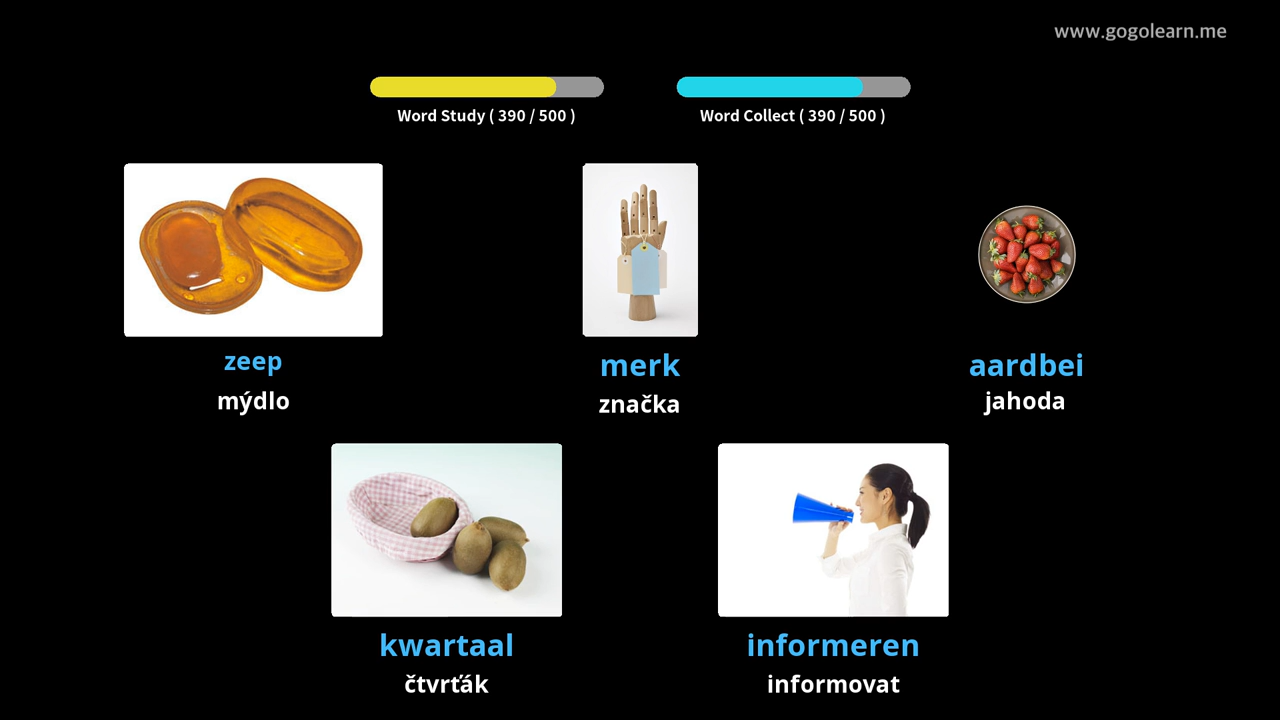 www.gogolearn.me
Word Study ( 390 / 500 )
Word Collect ( 390 / 500 )
zeep
mýdlo
merk
značka
aardbei
jahoda
kwartaal
čtvrťák
informeren
informovat